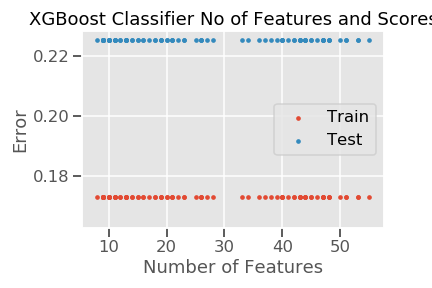 XGBoost Classifier No of Features and Scores
0.22
0.20
0.18
Error
Train
Test
10 20 30 40 50
Number of Features